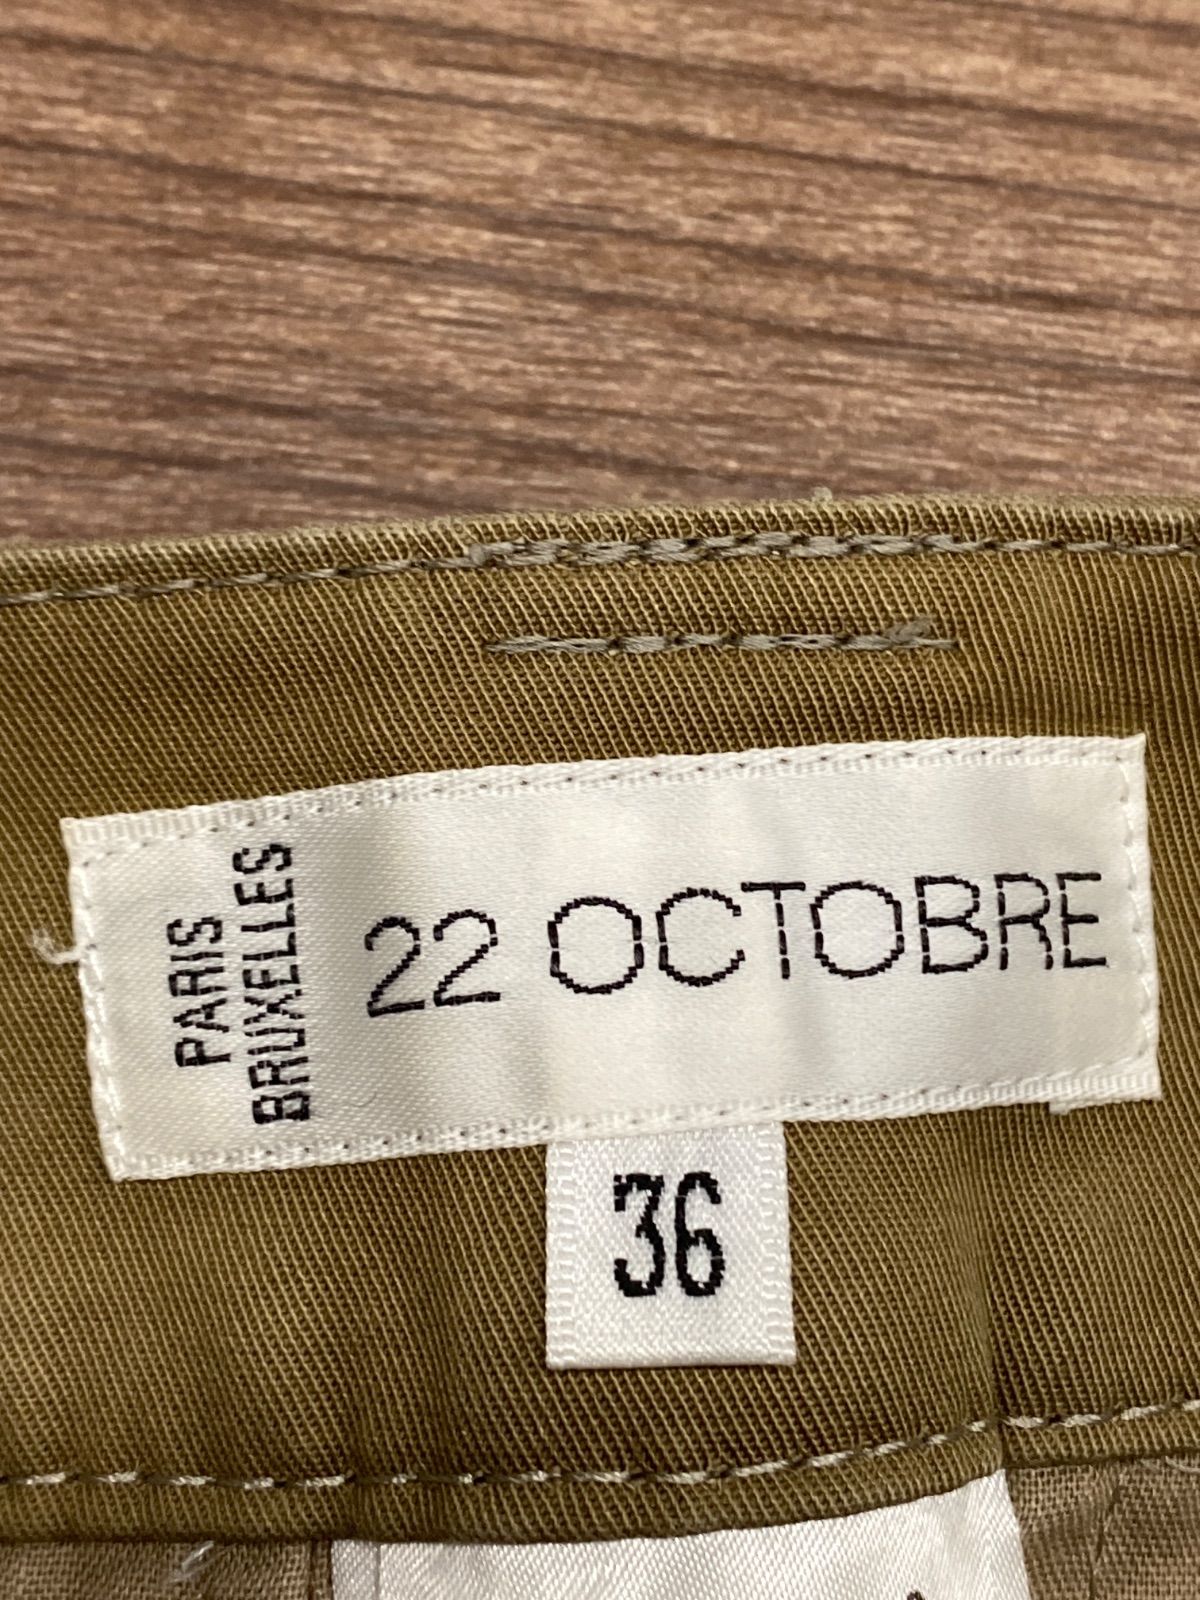 PARIS
BRUXELLES
22 OCTOBRE
36